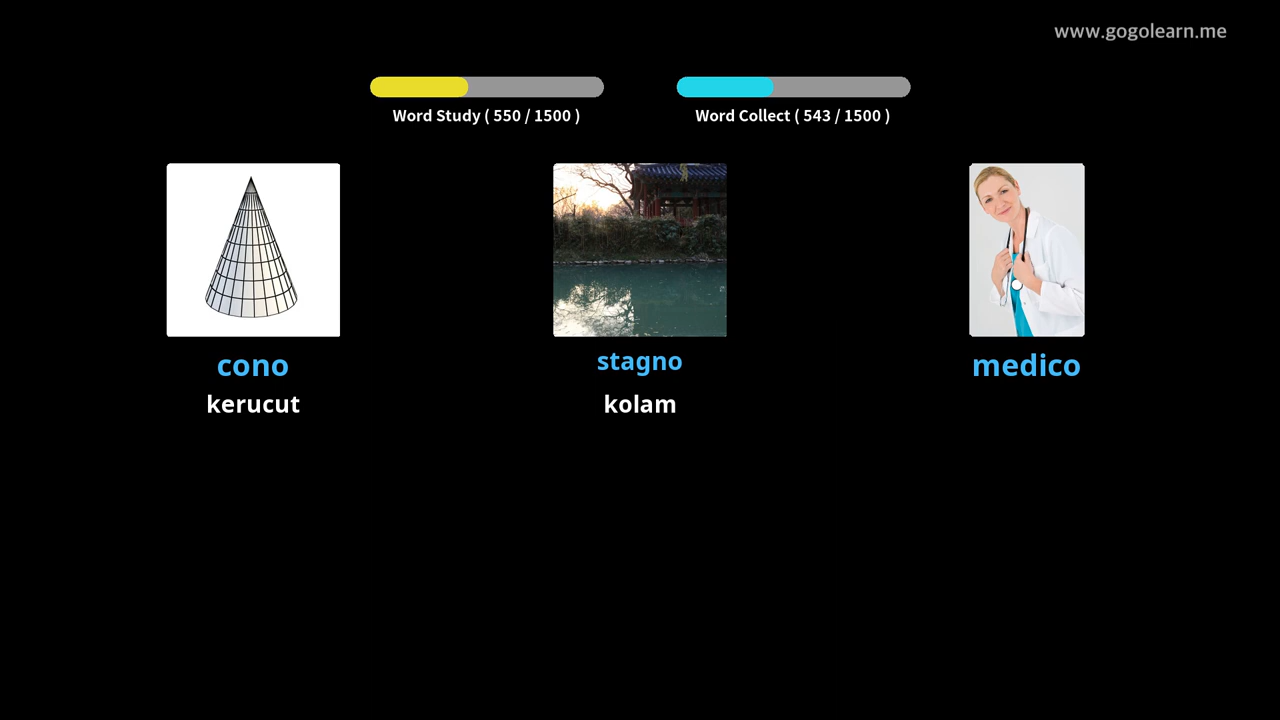 www.gogolearn.me
Word Study ( 550 / 1500 )
Word Collect ( 543 / 1500 )
cono
kerucut
stagno
kolam
medico